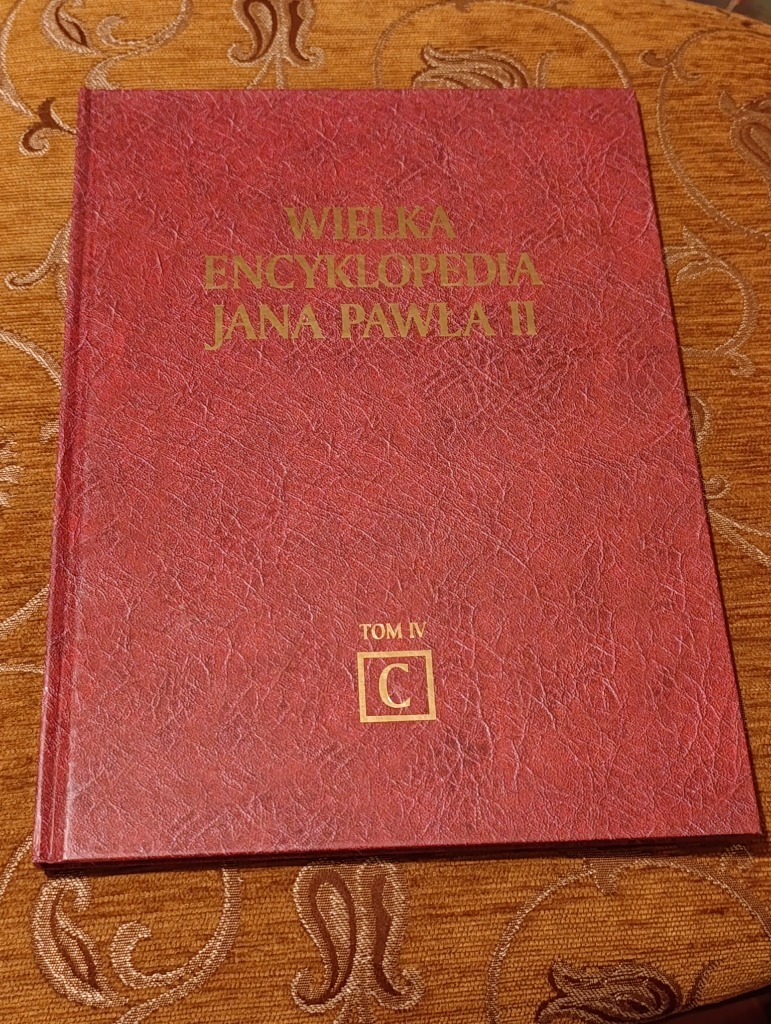 WIELKA
ENCYKLOPEDIA
JANA PAWŁA II
TOM IV
C